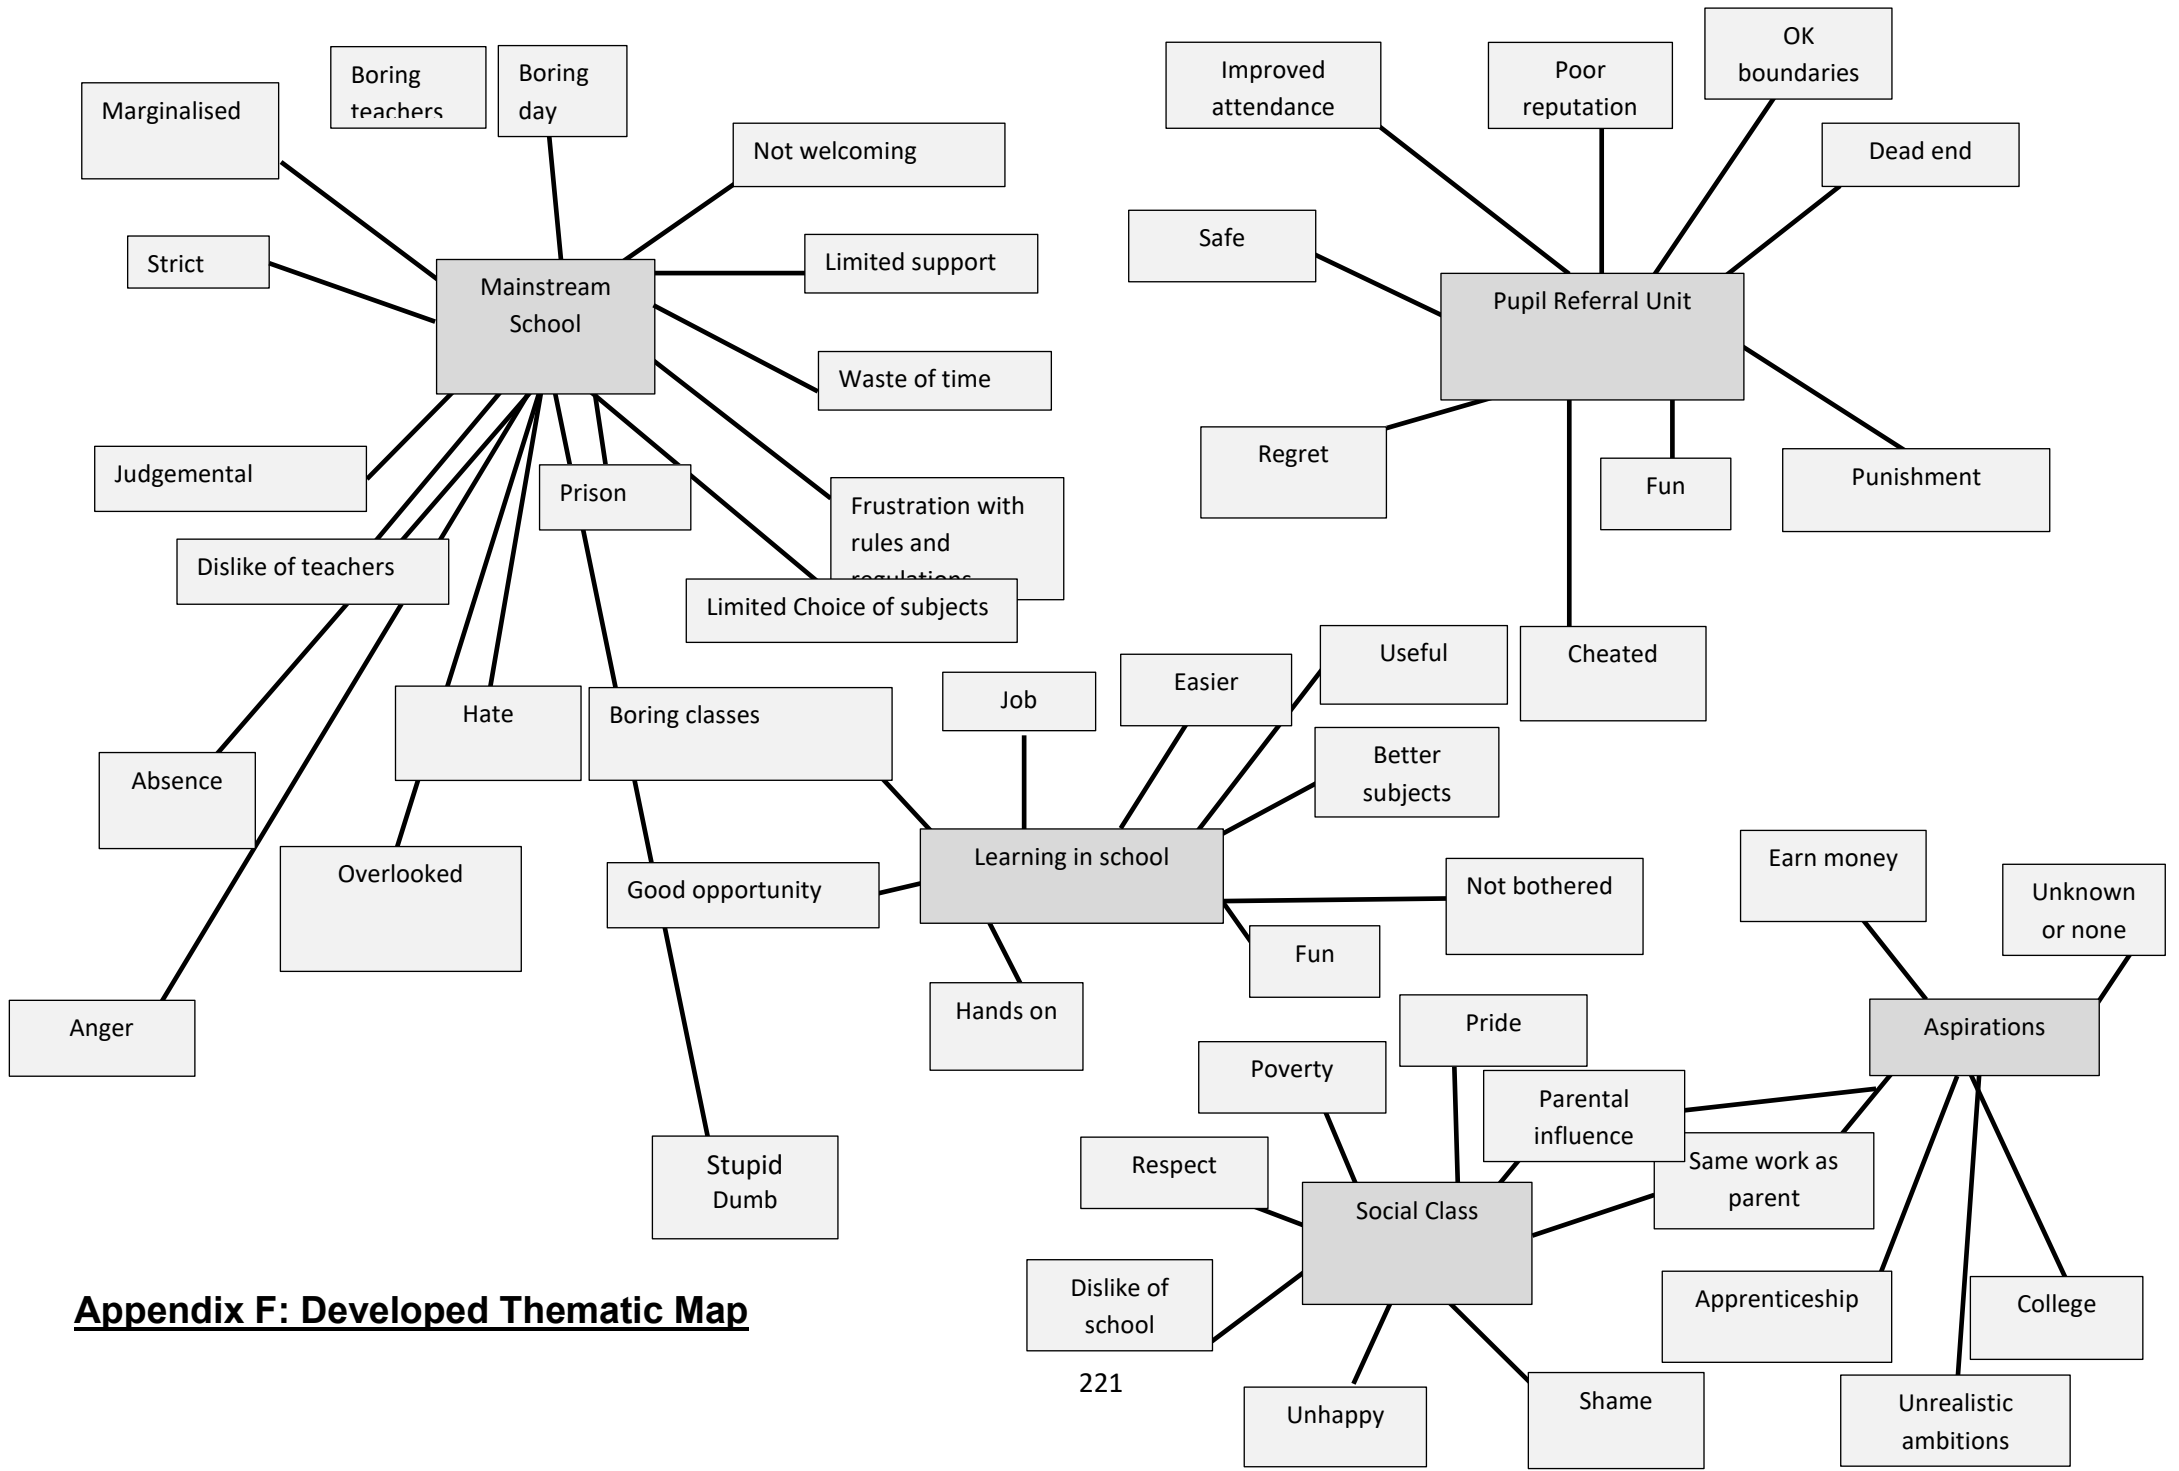 Boring
teachers
Boring
day
Marginalised
Not welcoming
Strict
Limited support
Mainstream
School
Waste of time
Judgemental
Prison
Frustration with
rules and
regulations
Dislike of teachers
Limited Choice of subjects
Hate
Boring classes
Absence
Overlooked
Good opportunity
Anger
Stupid
Dumb
Improved
attendance
Poor
reputation
OK
boundaries
Dead end
Safe
Pupil Referral Unit
Regret
Fun
Punishment
Cheated
Job
Easier
Useful
Better
subjects
Learning in school
Not bothered
Fun
Hands on
Earn money
Unknown
or none
Aspirations
Pride
Poverty
Parental
influence
Respect
Same work as
parent
Social Class
Dislike of
school
Apprenticeship
College
Unhappy
Shame
Unrealistic
ambitions
Appendix F: Developed Thematic Map
221